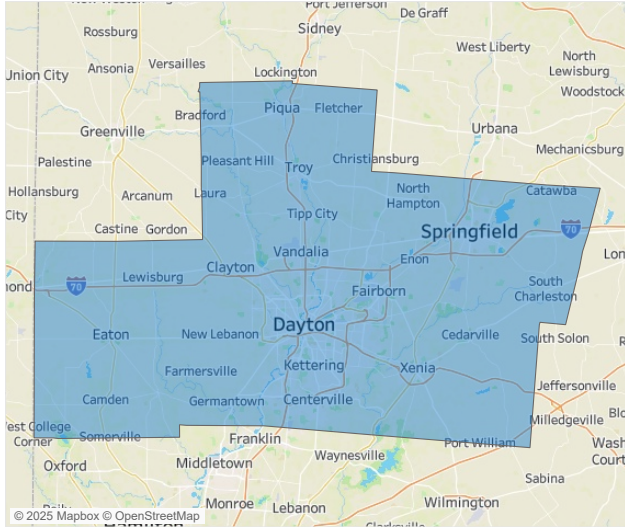 Port Jefferson
De Graff
Rossburg
Sidney
West Liberty
Ansonia
Versailles
Lockington
North
Lewisburg
Union City
Woodstock
Bradford
Piqua
Fletcher
Greenville
Urbana
Mechanicsburg
Palestine
Pleasant Hill
Troy
Christiansburg
Hollansburg
Arcanum
Laura
North
Hampton
Catawba
City
Tipp City
Castine
Gordon
Springfield
70
Vandalia
Enon
Lewisburg
Clayton
70
Fairborn
South
Charleston
Eaton
New Lebanon
Dayton
Cedarville
South Solon
Farmersville
Kettering
Xenia
Jeffersonville
Camden
Germantown
Centerville
Milledgeville
West College
Corner
Somerville
Franklin
Port William
Wash
Court
Oxford
Middletown
Waynesville
Sabina
Monroe
Lebanon
Wilmington
© 2025 Mapbox © OpenStreetMap
Hamilton
Clarksville